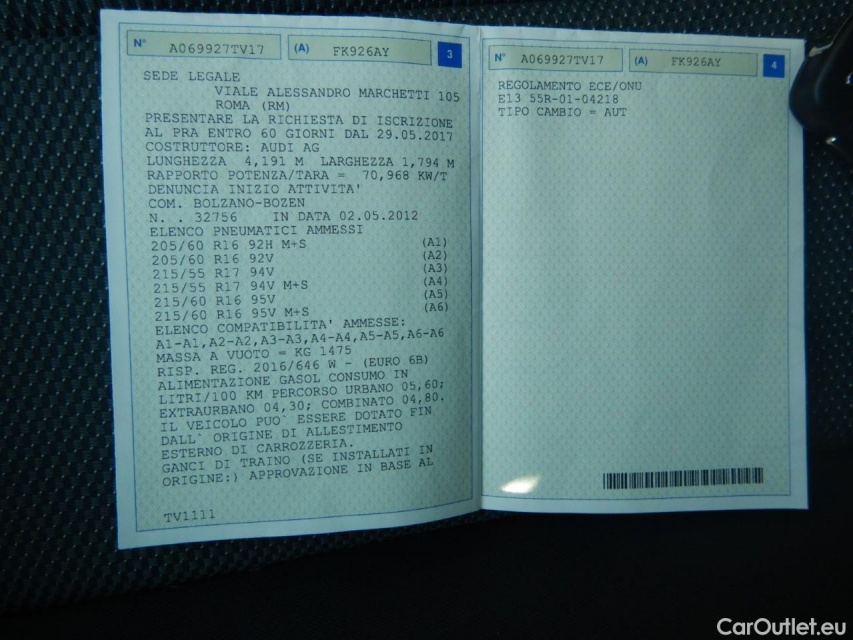 N° A069927TV17 (A) FK926AY 3
SEDE LEGALE
VIALE ALESSANDRO MARCHETTI 105
ROMA (RM)
PRESENTARE LA RICHIESTA DI ISCRIZIONE
AL PRA ENTRO 60 GIORNI DAL 29.05.2017
COSTRUTTORE: AUDI AG
LUNGHEZZA 4,191 M LARGHEZZA 1,794 M
RAPPORTO POTENZA/TARA = 70,968 KW/T
DENUNCIA INIZIO ATTIVITA'
COM. BOLZANO-BOZEN
N. . 32756 IN DATA 02.05.2012
ELENCO PNEUMATICI AMMESSI
205/60 R16 92H M+S (A1)
205/60 R16 92V (A2)
215/55 R17 94V (A3)
215/55 R17 94V M+S (A4)
215/60 R16 95V (A5)
215/60 R16 95V M+S (A6)
ELENCO COMPATIBILITA' AMMESSE:
A1-A1,A2-A2,A3-A3,A4-A4,A5-A5,A6-A6
MASSA A VUOTO = KG 1475
RISP. REG. 2016/646 W - (EURO 6B)
ALIMENTAZIONE GASOL CONSUMO IN
LITRI/100 KM PERCORSO URBANO 05,60;
EXTRAURBANO 04,30; COMBINATO 04,80.
IL VEICOLO PUO` ESSERE DOTATO FIN
DALL` ORIGINE DI ALLESTIMENTO
ESTERNO DI CARROZZERIA.
GANCI DI TRAINO (SE INSTALLATI IN
ORIGINE:) APPROVAZIONE IN BASE AL
TV1111
N° A069927TV17 (A) FK926AY 4
REGOLAMENTO ECE/ONU
E13 55R-01-04218
TIPO CAMBIO = AUT
CarOutlet.eu